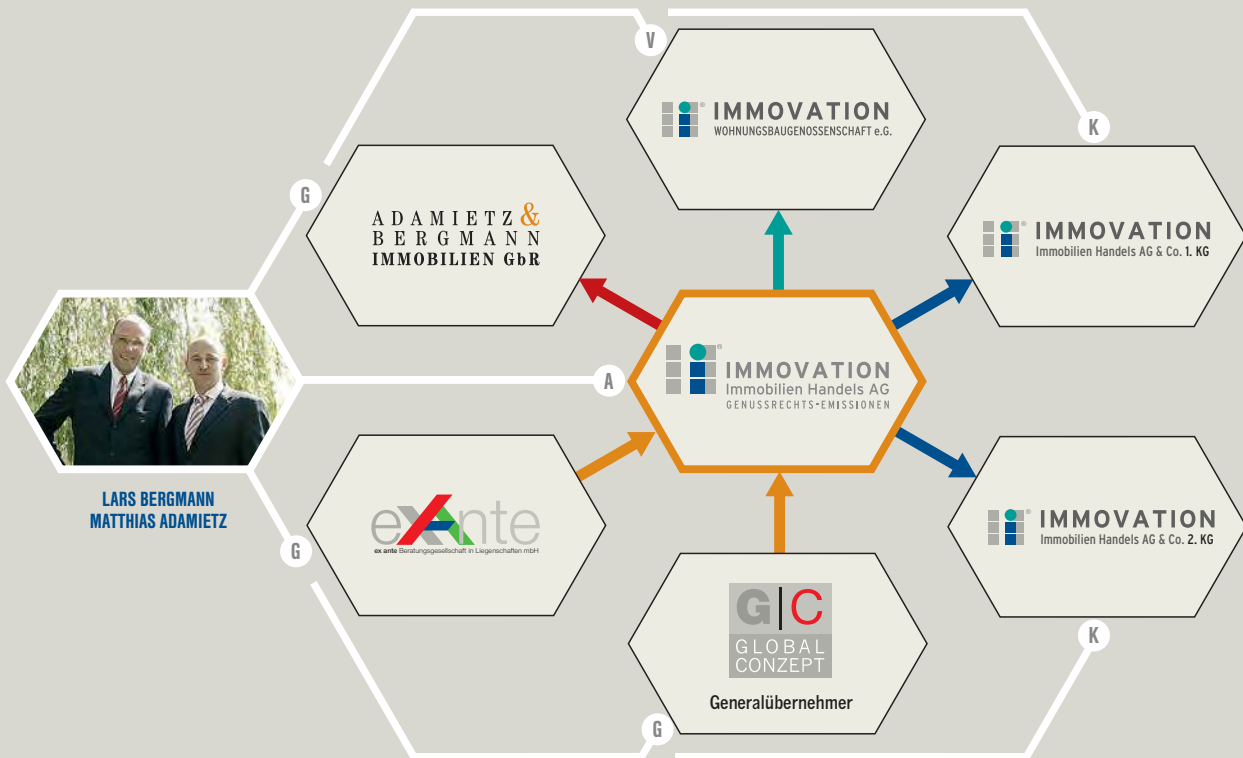 V
IMMOVATION
WOHNUNGSBAUGENOSSENSCHAFT e.G.
K
G
ADAMIETZ &
BERGMANN
IMMOBILIEN GbR
IMMOVATION
Immobilien Handels AG & Co. 1. KG
LARS BERGMANN
MATTHIAS ADAMIETZ
A
IMMOVATION
Immobilien Handels AG
GENUSSRECHTS-EMISSIONEN
G
exAnte
ex ante Beratungsgesellschaft in Liegenschaften mbH
IMMOVATION
Immobilien Handels AG & Co. 2. KG
G|C
GLOBAL
CONZEPT
Generalübernehmer
K
G